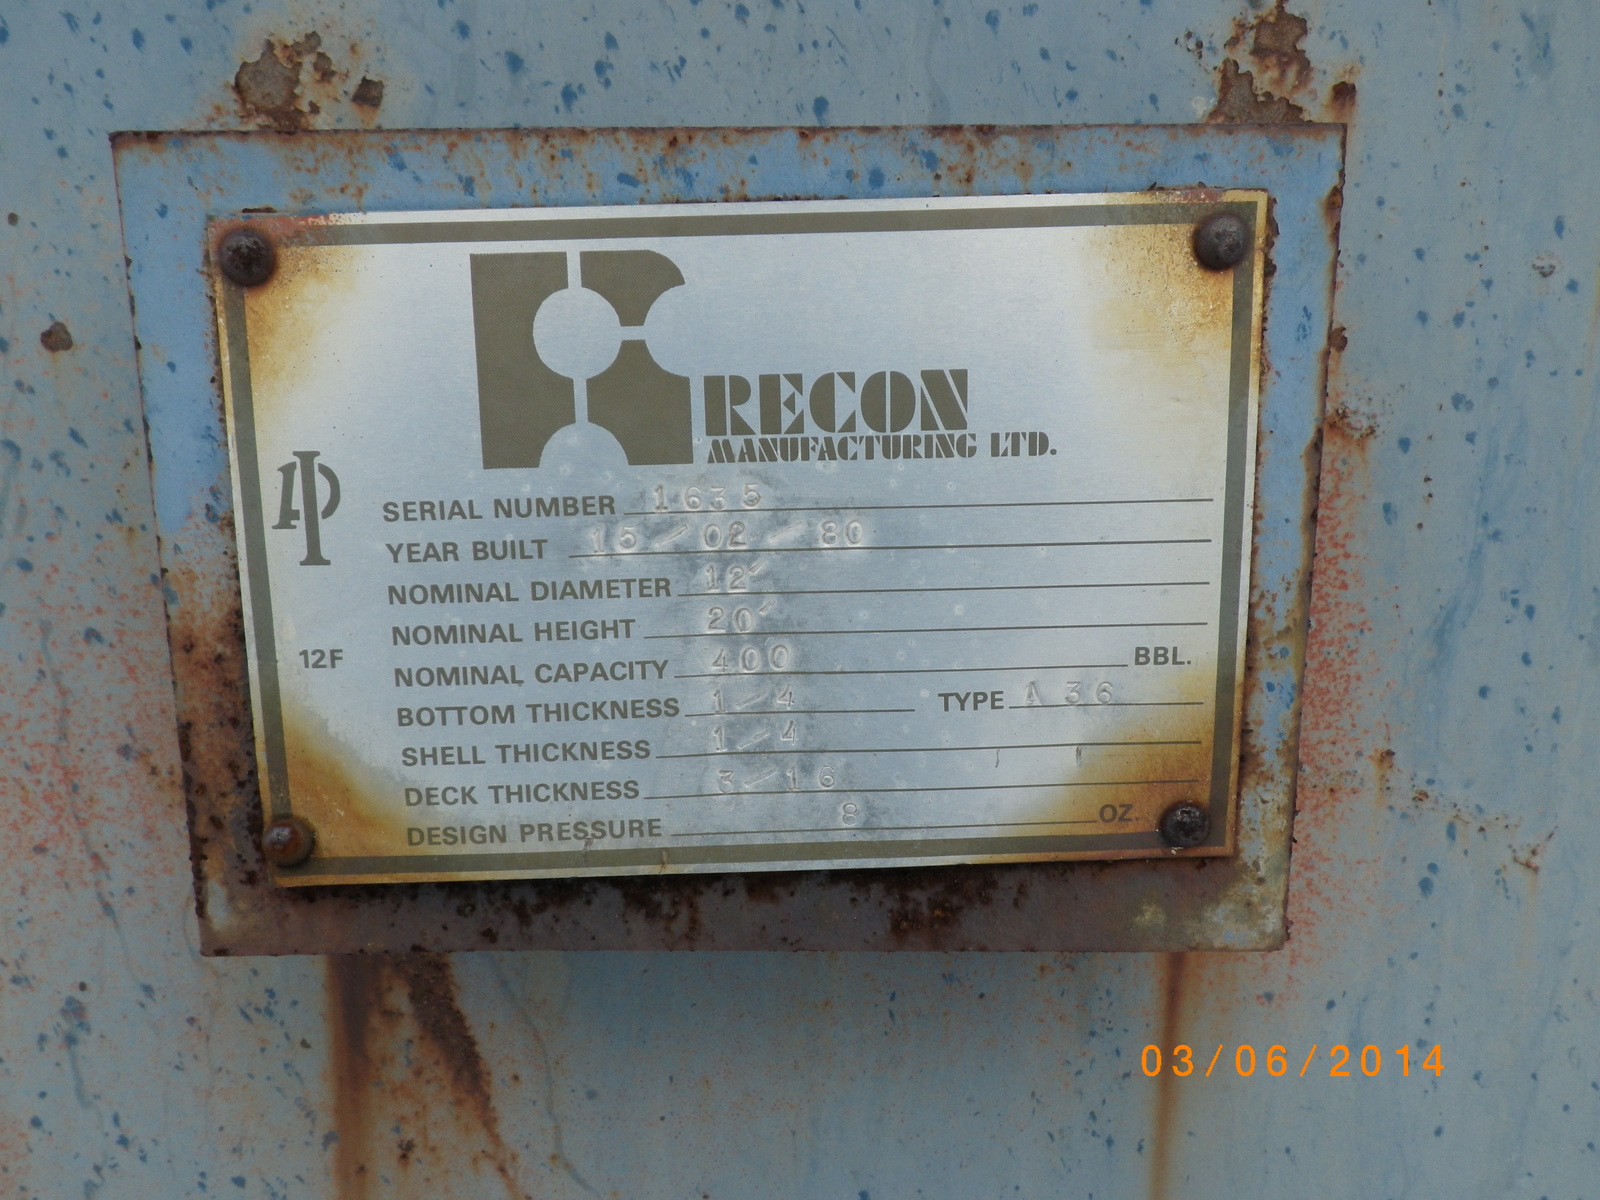 RECON
MANUFACTURING LTD.
API
SERIAL NUMBER 1635
YEAR BUILT 15/02/80
NOMINAL DIAMETER 12'
NOMINAL HEIGHT 20'
12F
NOMINAL CAPACITY 400 BBL.
BOTTOM THICKNESS 1/4 TYPE A36
SHELL THICKNESS 1/4
DECK THICKNESS 3/16
DESIGN PRESSURE 8 OZ.
03/06/2014